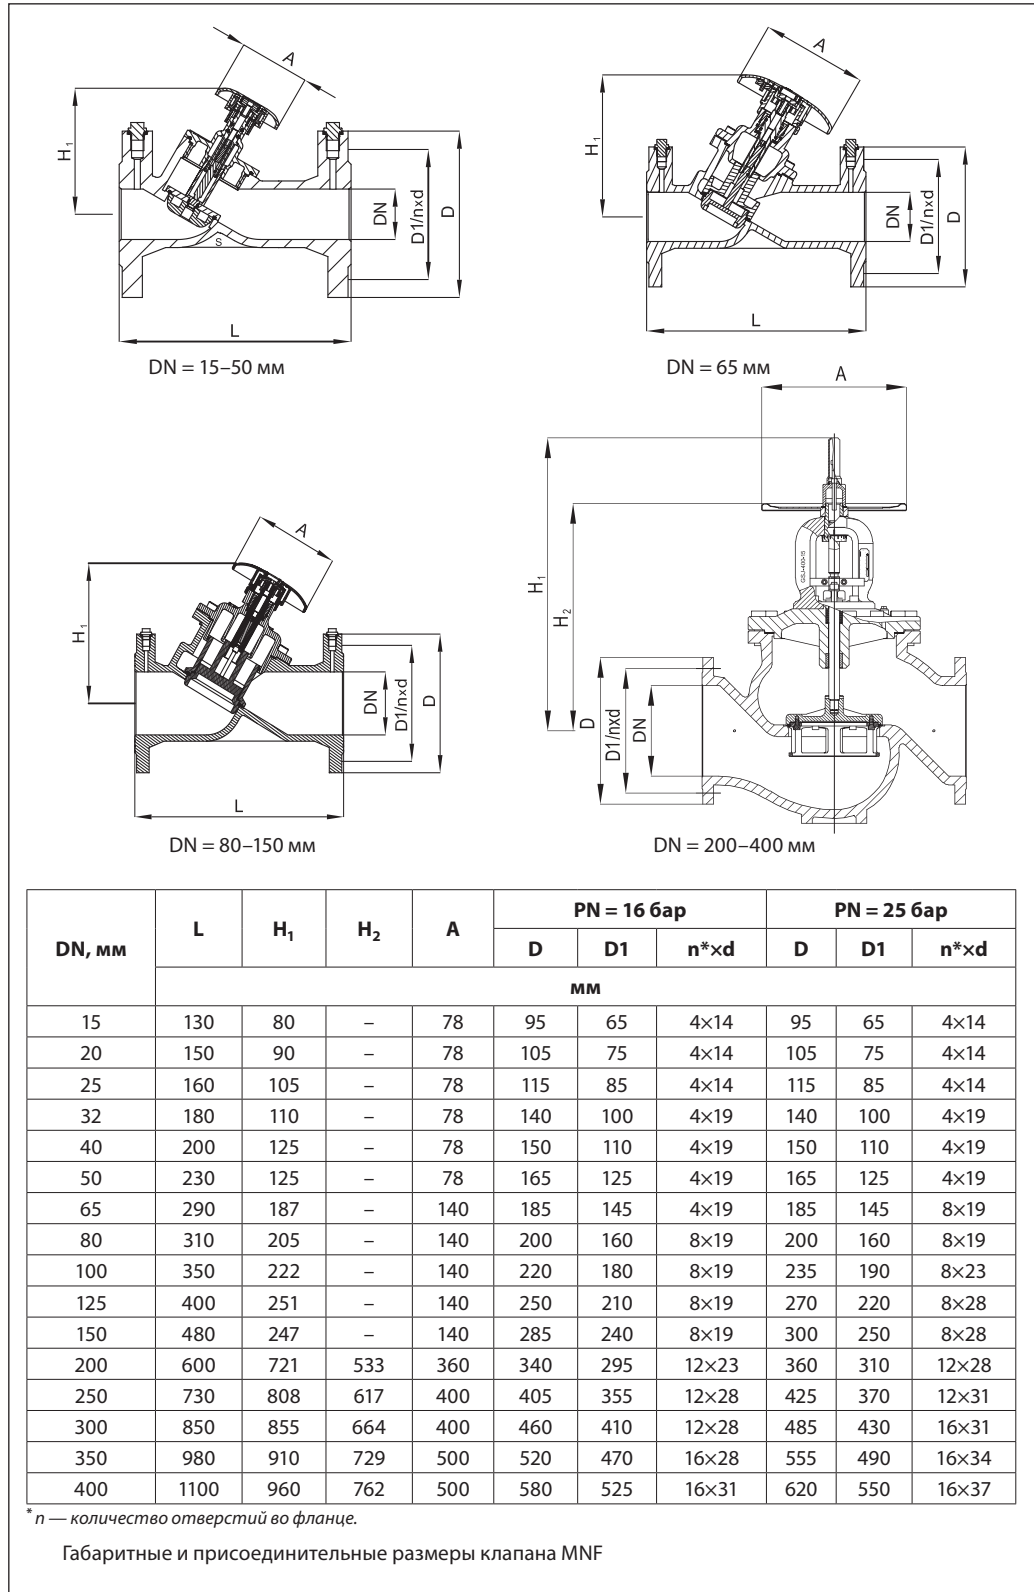 A
H₁
S
DN
D1/n×d
D
L
DN = 15–50 мм
A
H₁
DN
D1/n×d
D
L
DN = 65 мм
A
H₁
DN
D1/n×d
D
L
DN = 80–150 мм
A
H₁
H₂
D
D1/n×d
DN
DN = 200–400 мм
DN, мм L H₁ H₂ A PN = 16 бар PN = 25 бар
D D1 n*×d D D1 n*×d
мм
15 130 80 – 78 95 65 4×14 95 65 4×14
20 150 90 – 78 105 75 4×14 105 75 4×14
25 160 105 – 78 115 85 4×14 115 85 4×14
32 180 110 – 78 140 100 4×19 140 100 4×19
40 200 125 – 78 150 110 4×19 150 110 4×19
50 230 125 – 78 165 125 4×19 165 125 4×19
65 290 187 – 140 185 145 4×19 185 145 8×19
80 310 205 – 140 200 160 8×19 200 160 8×19
100 350 222 – 140 220 180 8×19 235 190 8×23
125 400 251 – 140 250 210 8×19 270 220 8×28
150 480 247 – 140 285 240 8×19 300 250 8×28
200 600 721 533 360 340 295 12×23 360 310 12×28
250 730 808 617 400 405 355 12×28 425 370 12×31
300 850 855 664 400 460 410 12×28 485 430 16×31
350 980 910 729 500 520 470 16×28 555 490 16×34
400 1100 960 762 500 580 525 16×31 620 550 16×37
* n — количество отверстий во фланце.
Габаритные и присоединительные размеры клапана MNF